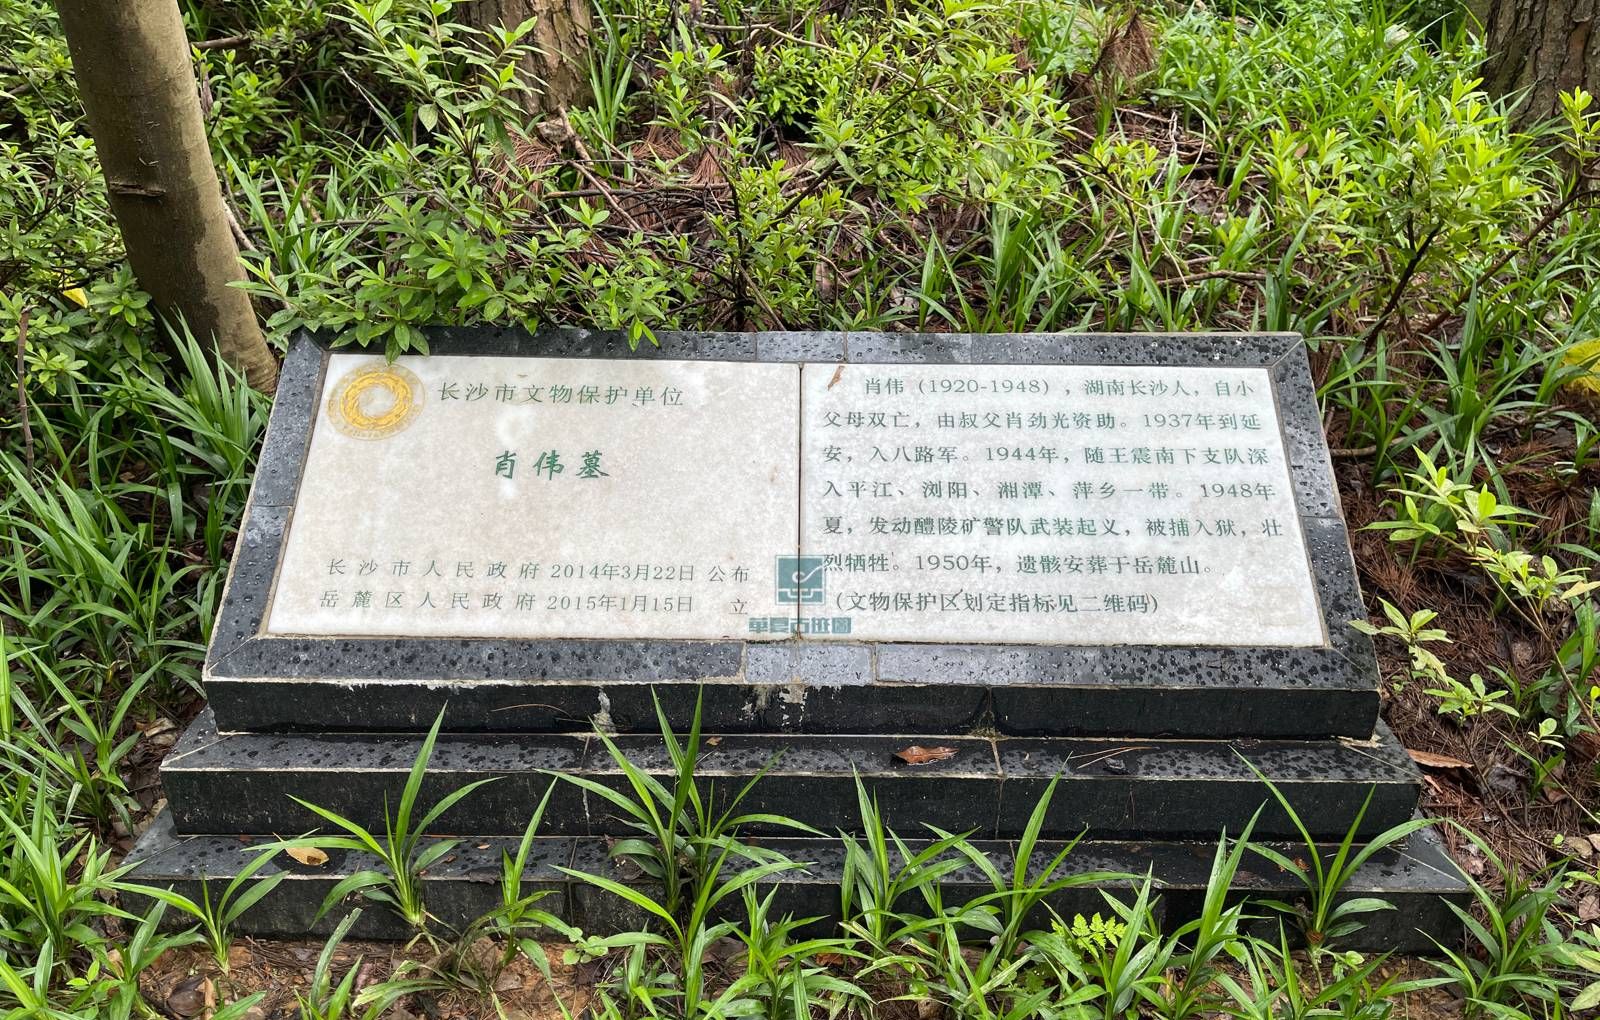 长沙市文物保护单位
肖伟墓
长沙市人民政府 2014年3月22日 公布
岳麓区人民政府 2015年1月15日 立
肖伟（1920-1948），湖南长沙人，自小
父母双亡，由叔父肖劲光资助。1937年到延
安，入八路军。1944年，随王震南下支队深
入平江、浏阳、湘潭、萍乡一带。1948年
夏，发动醴陵矿警队武装起义，被捕入狱，壮
烈牺牲。1950年，遗骸安葬于岳麓山。
（文物保护区划定指标见二维码）
華夏古迹圖